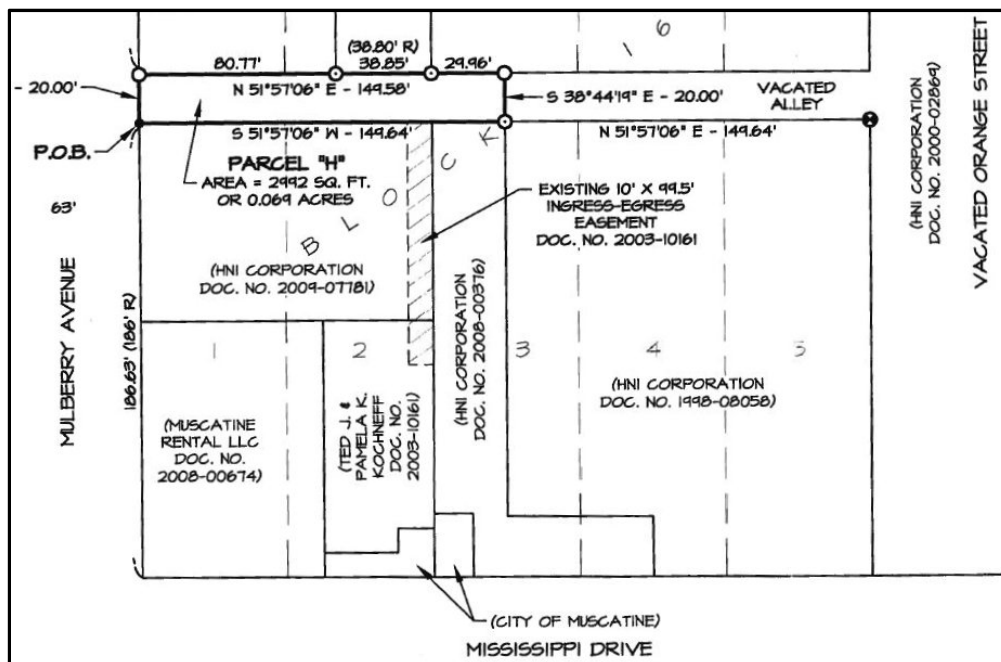 (38.80' R)
80.77'
38.85'
29.96'
16
- 20.00'
N 51°57'06" E - 149.58'
S 38°44'19" E - 20.00'
VACATED
ALLEY
S 51°57'06" W - 149.64'
N 51°57'06" E - 149.64'
P.O.B.
PARCEL "H"
AREA = 2992 SQ. FT.
OR 0.069 ACRES
BLOCK
63'
EXISTING 10' X 99.5'
INGRESS-EGRESS
EASEMENT
DOC. NO. 2003-10161
(HNI CORPORATION
DOC. NO. 2009-07781)
(HNI CORPORATION
DOC. NO. 2000-02869)
VACATED ORANGE STREET
MULBERRY AVENUE
186.63' (186' R)
1
2
3
4
5
(HNI CORPORATION
DOC. NO. 2008-00376)
(HNI CORPORATION
DOC. NO. 1998-08058)
(MUSCATINE
RENTAL LLC
DOC. NO.
2008-00674)
(TED J. &
PAMELA K.
KOCHNEFF
DOC. NO.
2003-10161)
(CITY OF MUSCATINE)
MISSISSIPPI DRIVE